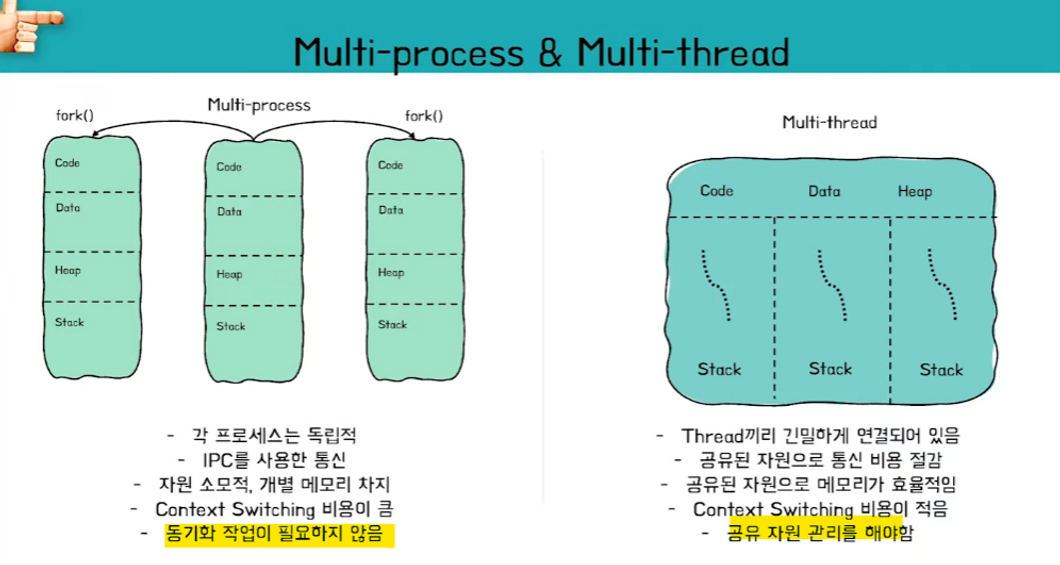 Multi-process & Multi-thread
Multi-process
fork()
fork()
Code
Data
Heap
Stack
Code
Data
Heap
Stack
Code
Data
Heap
Stack
- 각 프로세스는 독립적
- IPC를 사용한 통신
- 자원 소모적, 개별 메모리 차지
- Context Switching 비용이 큼
- 동기화 작업이 필요하지 않음
Multi-thread
Code Data Heap
Stack Stack Stack
- Thread끼리 긴밀하게 연결되어 있음
- 공유된 자원으로 통신 비용 절감
- 공유된 자원으로 메모리가 효율적임
- Context Switching 비용이 적음
- 공유 자원 관리를 해야함